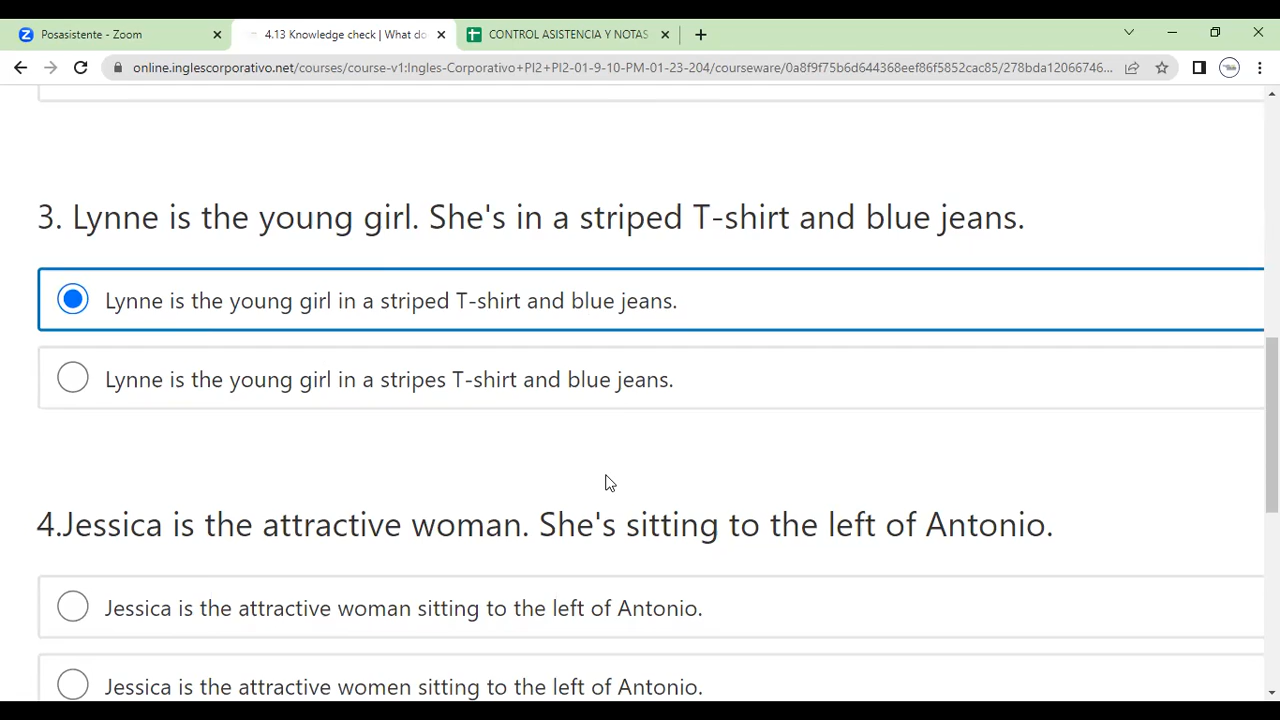 Posasistente - Zoom
4.13 Knowledge check | What do
CONTROL ASISTENCIA Y NOTAS
online.inglescorporativo.net/courses/course-v1:Ingles-Corporativo+PI2+PI2-01-9-10-PM-01-23-204/courseware/0a8f9f75b6d644368eef86f5852cac85/278bda12066746...
3. Lynne is the young girl. She's in a striped T-shirt and blue jeans.
Lynne is the young girl in a striped T-shirt and blue jeans.
Lynne is the young girl in a stripes T-shirt and blue jeans.
4.Jessica is the attractive woman. She's sitting to the left of Antonio.
Jessica is the attractive woman sitting to the left of Antonio.
Jessica is the attractive women sitting to the left of Antonio.